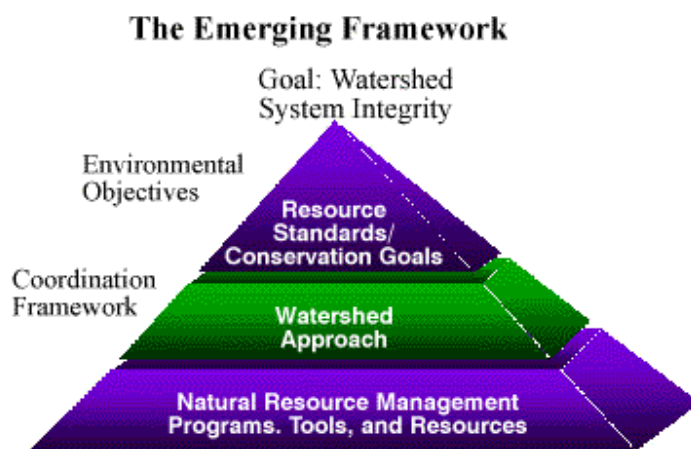 The Emerging Framework
Goal: Watershed
System Integrity
Environmental
Objectives
Resource
Standards/
Conservation Goals
Coordination
Framework
Watershed
Approach
Natural Resource Management
Programs. Tools, and Resources